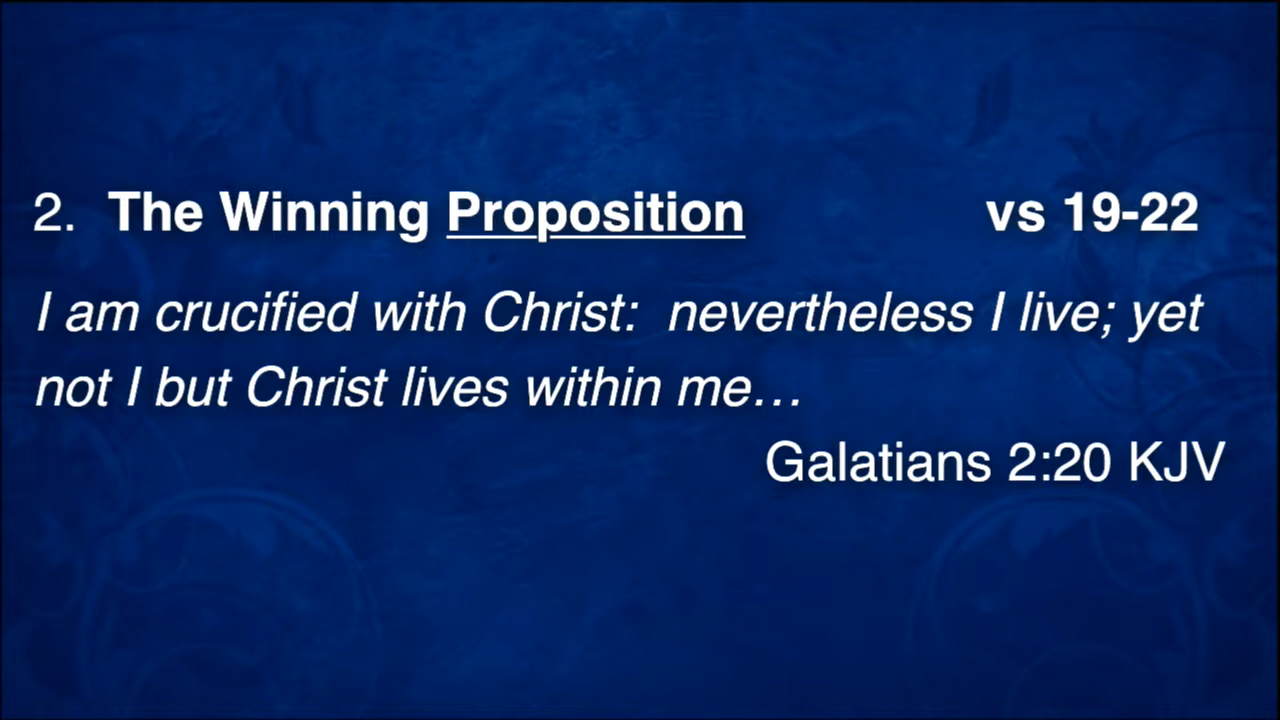 2. The Winning Proposition vs 19-22
I am crucified with Christ: nevertheless I live; yet
not I but Christ lives within me…
Galatians 2:20 KJV